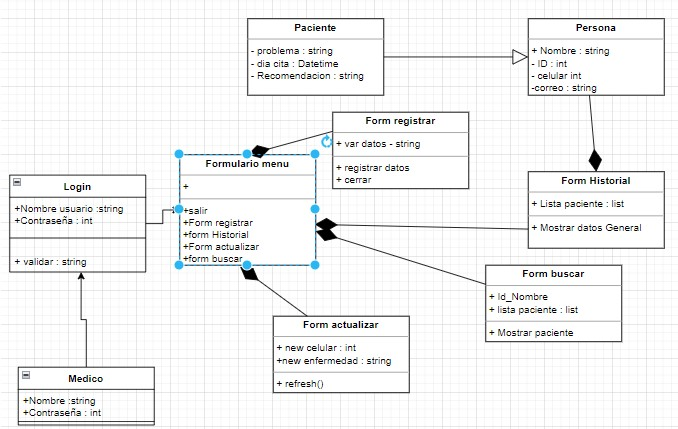 Paciente
- problema : string
- dia cita : Datetime
- Recomendacion : string
Persona
+ Nombre : string
- ID : int
- celular int
-correo : string
Form registrar
+ var datos - string
+ registrar datos
+ cerrar
Formulario menu
+
+salir
+Form registrar
+form Historial
+Form actualizar
+form buscar
Login
+Nombre usuario :string
+Contraseña : int
+ validar : string
Form Historial
+ Lista paciente : list
+ Mostrar datos General
Form buscar
+ Id_Nombre
+ lista paciente : list
+ Mostrar paciente
Form actualizar
+ new celular : int
+new enfermedad : string
+ refresh()
Medico
+Nombre :string
+Contraseña : int